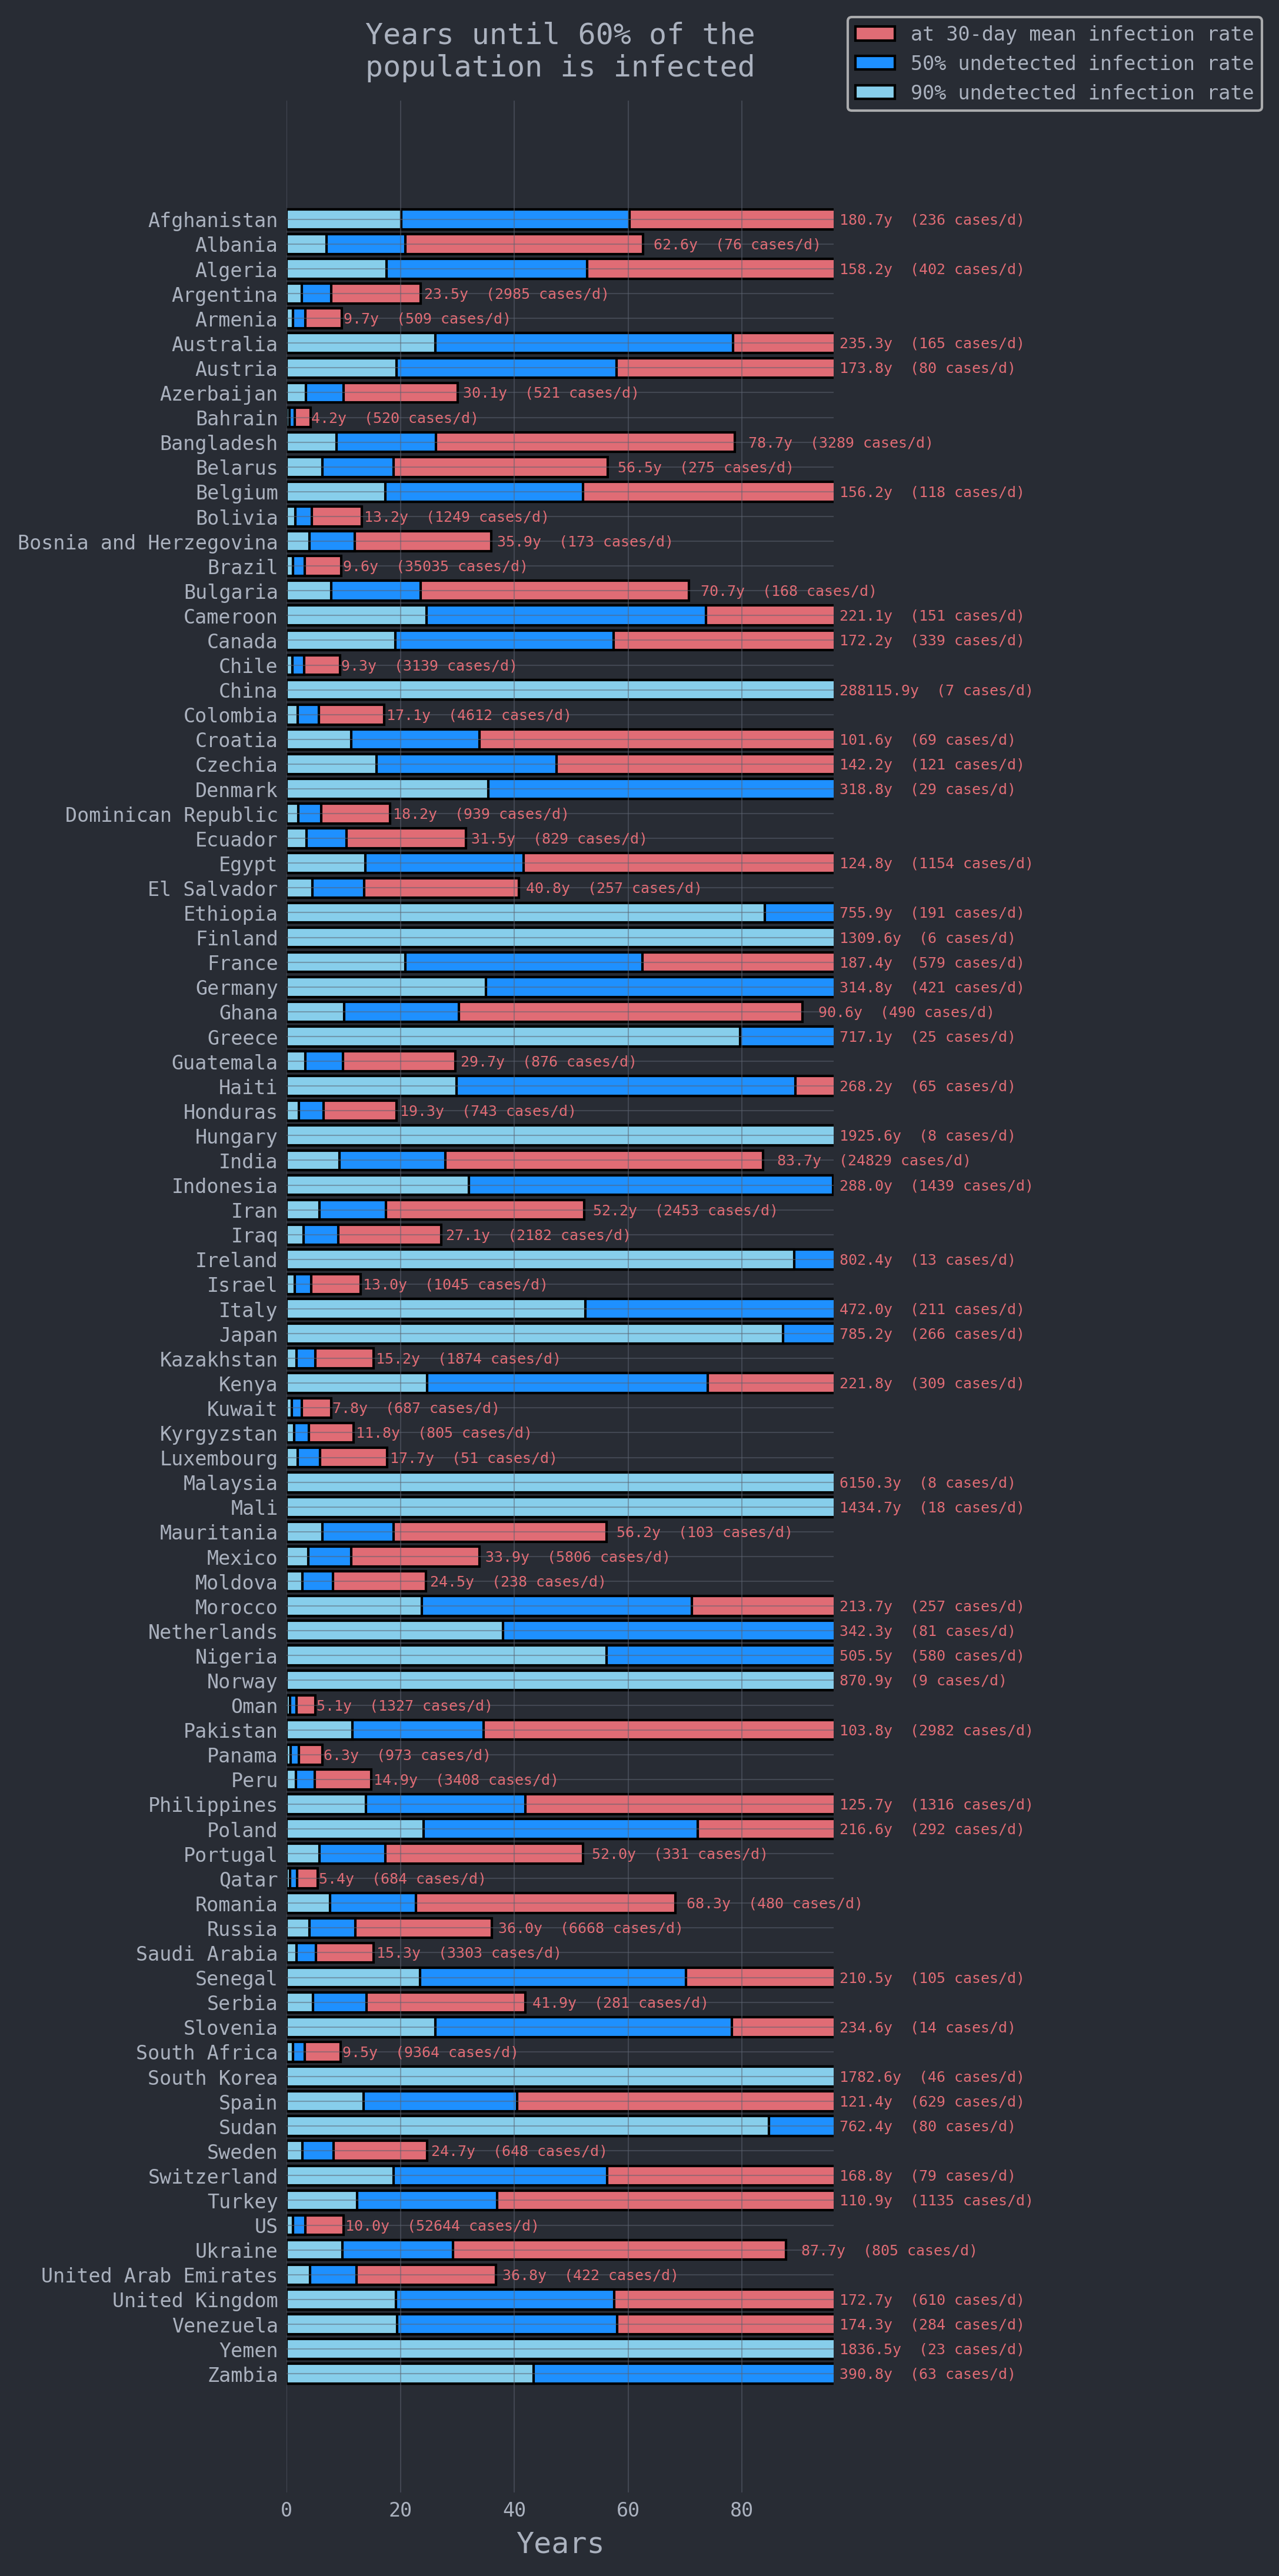 Years until 60% of the
population is infected
at 30-day mean infection rate
50% undetected infection rate
90% undetected infection rate
Afghanistan 180.7y (236 cases/d)
Albania 62.6y (76 cases/d)
Algeria 158.2y (402 cases/d)
Argentina 23.5y (2985 cases/d)
Armenia 9.7y (509 cases/d)
Australia 235.3y (165 cases/d)
Austria 173.8y (80 cases/d)
Azerbaijan 30.1y (521 cases/d)
Bahrain 4.2y (520 cases/d)
Bangladesh 78.7y (3289 cases/d)
Belarus 56.5y (275 cases/d)
Belgium 156.2y (118 cases/d)
Bolivia 13.2y (1249 cases/d)
Bosnia and Herzegovina 35.9y (173 cases/d)
Brazil 9.6y (35035 cases/d)
Bulgaria 70.7y (168 cases/d)
Cameroon 221.1y (151 cases/d)
Canada 172.2y (339 cases/d)
Chile 9.3y (3139 cases/d)
China 288115.9y (7 cases/d)
Colombia 17.1y (4612 cases/d)
Croatia 101.6y (69 cases/d)
Czechia 142.2y (121 cases/d)
Denmark 318.8y (29 cases/d)
Dominican Republic 18.2y (939 cases/d)
Ecuador 31.5y (829 cases/d)
Egypt 124.8y (1154 cases/d)
El Salvador 40.8y (257 cases/d)
Ethiopia 755.9y (191 cases/d)
Finland 1309.6y (6 cases/d)
France 187.4y (579 cases/d)
Germany 314.8y (421 cases/d)
Ghana 90.6y (490 cases/d)
Greece 717.1y (25 cases/d)
Guatemala 29.7y (876 cases/d)
Haiti 268.2y (65 cases/d)
Honduras 19.3y (743 cases/d)
Hungary 1925.6y (8 cases/d)
India 83.7y (24829 cases/d)
Indonesia 288.0y (1439 cases/d)
Iran 52.2y (2453 cases/d)
Iraq 27.1y (2182 cases/d)
Ireland 802.4y (13 cases/d)
Israel 13.0y (1045 cases/d)
Italy 472.0y (211 cases/d)
Japan 785.2y (266 cases/d)
Kazakhstan 15.2y (1874 cases/d)
Kenya 221.8y (309 cases/d)
Kuwait 7.8y (687 cases/d)
Kyrgyzstan 11.8y (805 cases/d)
Luxembourg 17.7y (51 cases/d)
Malaysia 6150.3y (8 cases/d)
Mali 1434.7y (18 cases/d)
Mauritania 56.2y (103 cases/d)
Mexico 33.9y (5806 cases/d)
Moldova 24.5y (238 cases/d)
Morocco 213.7y (257 cases/d)
Netherlands 342.3y (81 cases/d)
Nigeria 505.5y (580 cases/d)
Norway 870.9y (9 cases/d)
Oman 5.1y (1327 cases/d)
Pakistan 103.8y (2982 cases/d)
Panama 6.3y (973 cases/d)
Peru 14.9y (3408 cases/d)
Philippines 125.7y (1316 cases/d)
Poland 216.6y (292 cases/d)
Portugal 52.0y (331 cases/d)
Qatar 5.4y (684 cases/d)
Romania 68.3y (480 cases/d)
Russia 36.0y (6668 cases/d)
Saudi Arabia 15.3y (3303 cases/d)
Senegal 210.5y (105 cases/d)
Serbia 41.9y (281 cases/d)
Slovenia 234.6y (14 cases/d)
South Africa 9.5y (9364 cases/d)
South Korea 1782.6y (46 cases/d)
Spain 121.4y (629 cases/d)
Sudan 762.4y (80 cases/d)
Sweden 24.7y (648 cases/d)
Switzerland 168.8y (79 cases/d)
Turkey 110.9y (1135 cases/d)
US 10.0y (52644 cases/d)
Ukraine 87.7y (805 cases/d)
United Arab Emirates 36.8y (422 cases/d)
United Kingdom 172.7y (610 cases/d)
Venezuela 174.3y (284 cases/d)
Yemen 1836.5y (23 cases/d)
Zambia 390.8y (63 cases/d)
0 20 40 60 80
Years